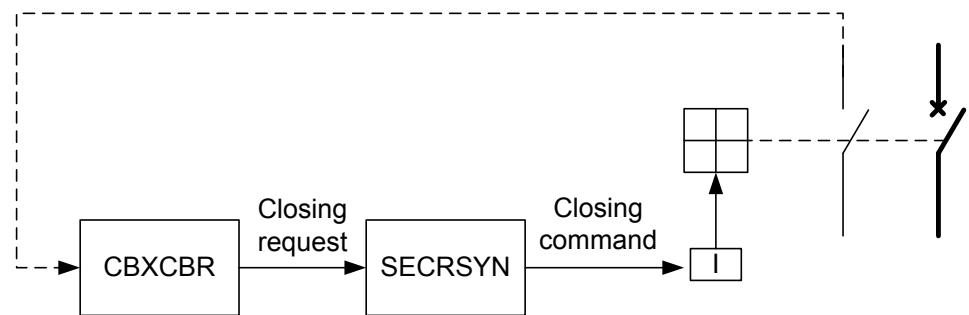 Closing
request
Closing
command
CBXCBR
SECRSYN
I